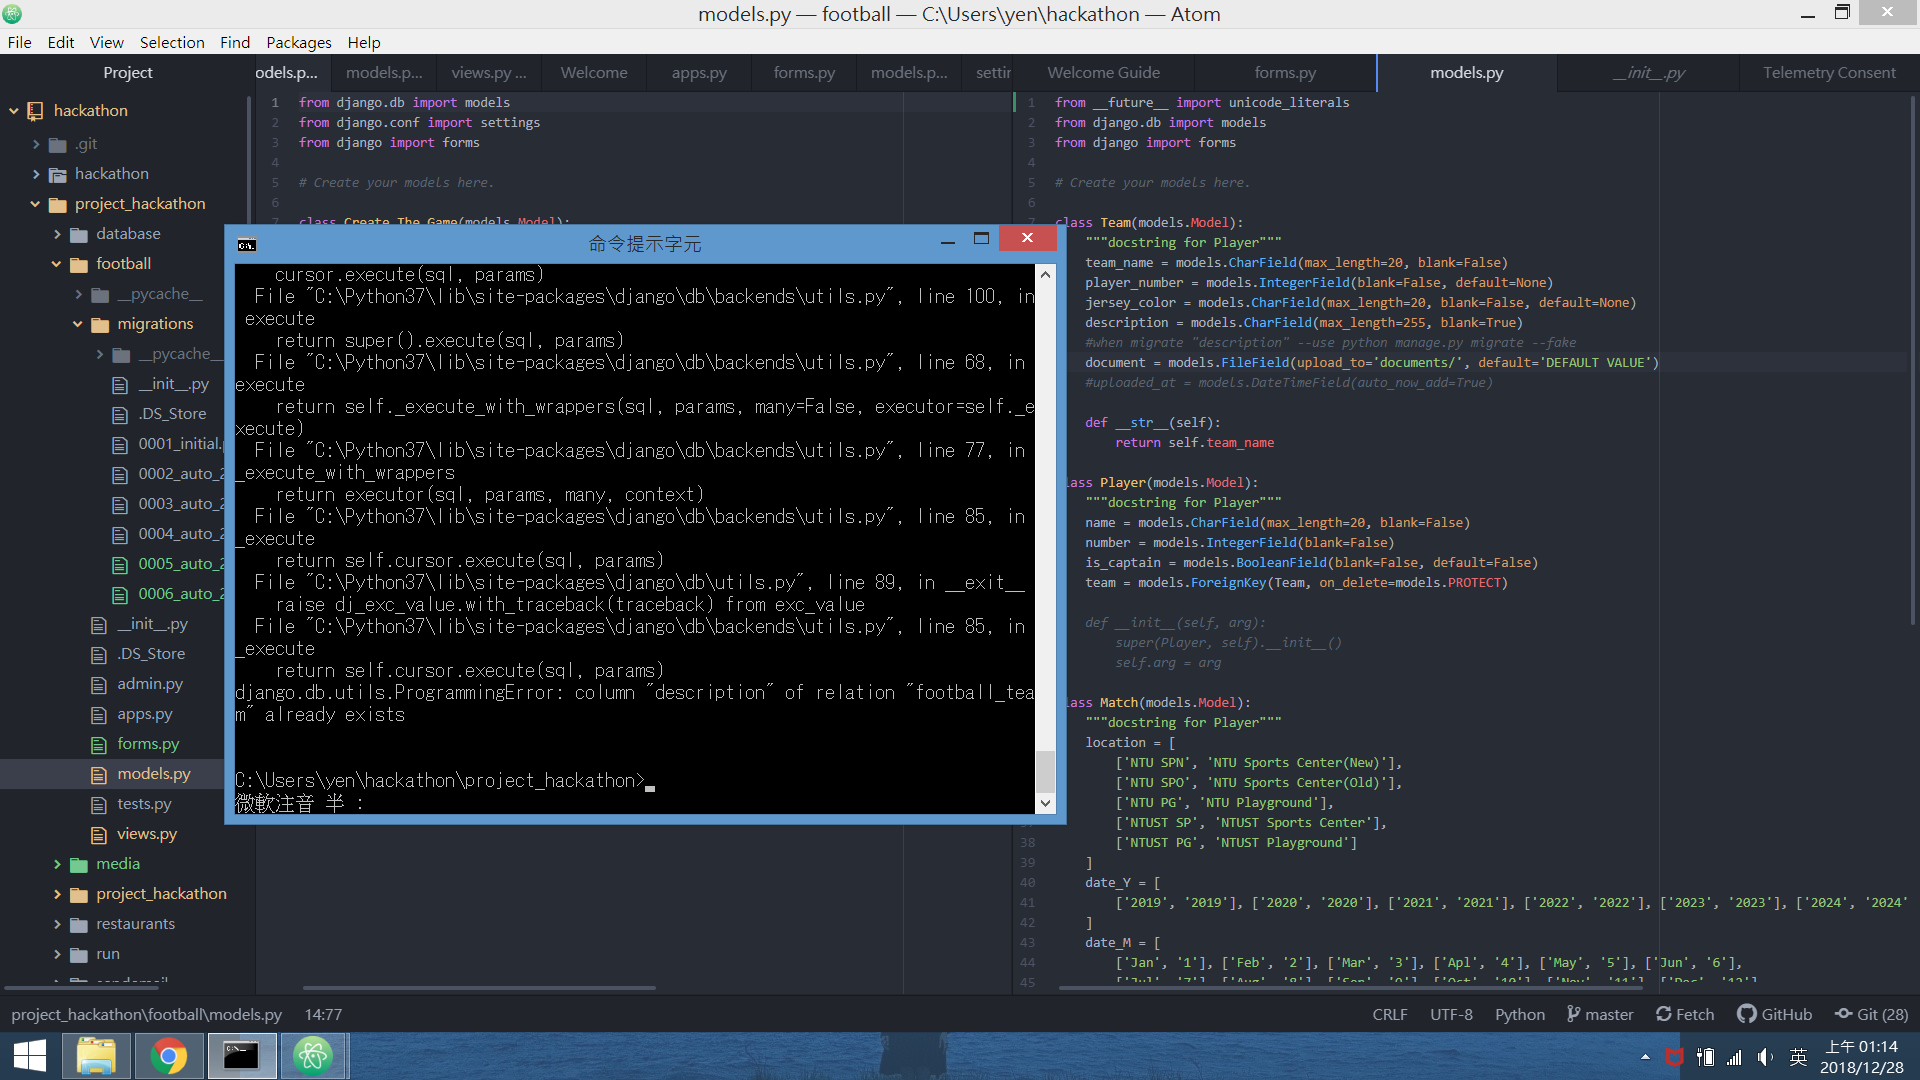 models.py — football — C:\Users\yen\hackathon — Atom
File Edit View Selection Find Packages Help
Project
odels.p... models.p... views.py ... Welcome apps.py forms.py models.p... settin Welcome Guide forms.py models.py __init__.py Telemetry Consent
hackathon
.git
hackathon
project_hackathon
database
football
__pycache__
migrations
__pycache__
__init__.py
.DS_Store
0001_initial.
0002_auto_2
0003_auto_2
0004_auto_2
0005_auto_2
0006_auto_2
__init__.py
.DS_Store
admin.py
apps.py
forms.py
models.py
tests.py
views.py
media
project_hackathon
restaurants
run
1 from django.db import models
2 from django.conf import settings
3 from django import forms
4
5 # Create your models here.
6
7 class Create_The_Game(models.Model):
命令提示字元
cursor.execute(sql, params)
File "C:\Python37\lib\site-packages\django\db\backends\utils.py", line 100, in
execute
return super().execute(sql, params)
File "C:\Python37\lib\site-packages\django\db\backends\utils.py", line 68, in
execute
return self._execute_with_wrappers(sql, params, many=False, executor=self._e
xecute)
File "C:\Python37\lib\site-packages\django\db\backends\utils.py", line 77, in
_execute_with_wrappers
return executor(sql, params, many, context)
File "C:\Python37\lib\site-packages\django\db\backends\utils.py", line 85, in
_execute
return self.cursor.execute(sql, params)
File "C:\Python37\lib\site-packages\django\db\utils.py", line 89, in __exit__
raise dj_exc_value.with_traceback(traceback) from exc_value
File "C:\Python37\lib\site-packages\django\db\backends\utils.py", line 85, in
_execute
return self.cursor.execute(sql, params)
django.db.utils.ProgrammingError: column "description" of relation "football_tea
m" already exists
C:\Users\yen\hackathon\project_hackathon>
微軟注音 半 :
1 from __future__ import unicode_literals
2 from django.db import models
3 from django import forms
4
5 # Create your models here.
6
7 class Team(models.Model):
"""docstring for Player"""
team_name = models.CharField(max_length=20, blank=False)
player_number = models.IntegerField(blank=False, default=None)
jersey_color = models.CharField(max_length=20, blank=False, default=None)
description = models.CharField(max_length=255, blank=True)
#when migrate "description" --use python manage.py migrate --fake
document = models.FileField(upload_to='documents/', default='DEFAULT VALUE')
#uploaded_at = models.DateTimeField(auto_now_add=True)
def __str__(self):
return self.team_name
lass Player(models.Model):
"""docstring for Player"""
name = models.CharField(max_length=20, blank=False)
number = models.IntegerField(blank=False)
is_captain = models.BooleanField(blank=False, default=False)
team = models.ForeignKey(Team, on_delete=models.PROTECT)
def __init__(self, arg):
super(Player, self).__init__()
self.arg = arg
lass Match(models.Model):
"""docstring for Player"""
location = [
['NTU SPN', 'NTU Sports Center(New)'],
['NTU SPO', 'NTU Sports Center(Old)'],
['NTU PG', 'NTU Playground'],
['NTUST SP', 'NTUST Sports Center'],
38 ['NTUST PG', 'NTUST Playground']
39 ]
40 date_Y = [
41 ['2019', '2019'], ['2020', '2020'], ['2021', '2021'], ['2022', '2022'], ['2023', '2023'], ['2024', '2024'
42 ]
43 date_M = [
44 ['Jan', '1'], ['Feb', '2'], ['Mar', '3'], ['Apl', '4'], ['May', '5'], ['Jun', '6'],
45 ['Jul', '7'], ['Aug', '8'], ['Sep', '9'], ['Oct', '10'], ['Nov', '11'], ['Dec', '12']
project_hackathon\football\models.py 14:77 CRLF UTF-8 Python master Fetch GitHub Git (28)
英
上午 01:14
2018/12/28